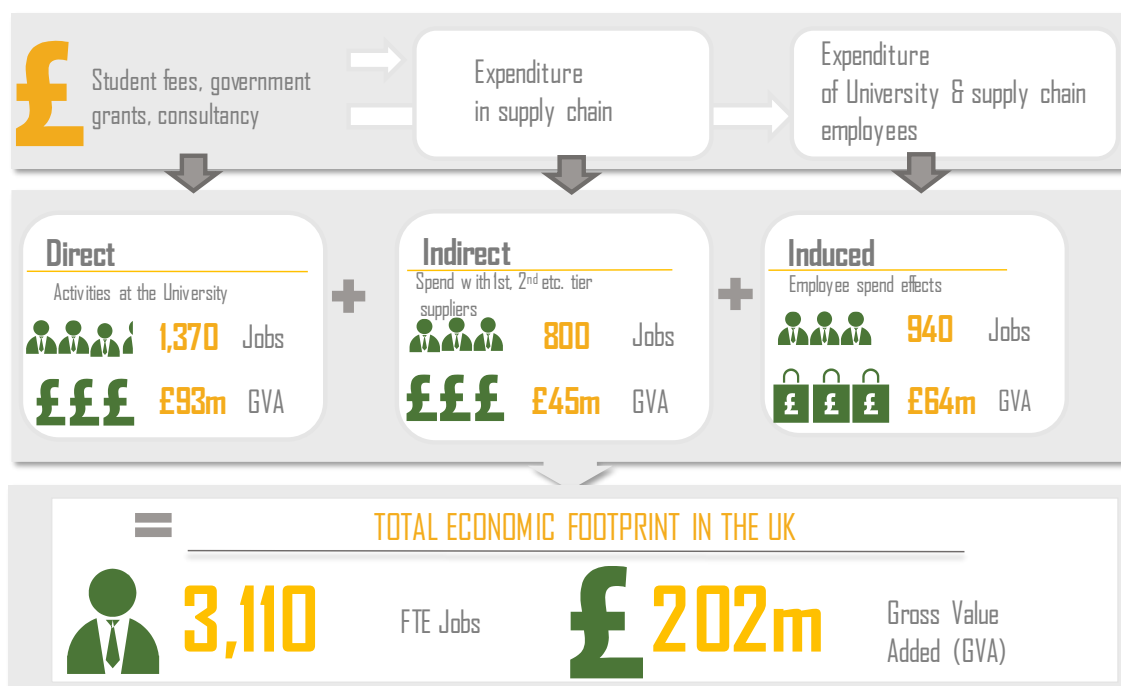 £
Student fees, government
grants, consultancy
Expenditure
in supply chain
Expenditure
of University & supply chain
employees
Direct
Activities at the University
1,370 Jobs
£££ £93m GVA
+
Indirect
Spend with 1st, 2nd etc. tier
suppliers
800 Jobs
£££ £45m GVA
+
Induced
Employee spend effects
940 Jobs
£ £ £ £64m GVA
= TOTAL ECONOMIC FOOTPRINT IN THE UK
3,110 FTE Jobs
£202m Gross Value
Added (GVA)